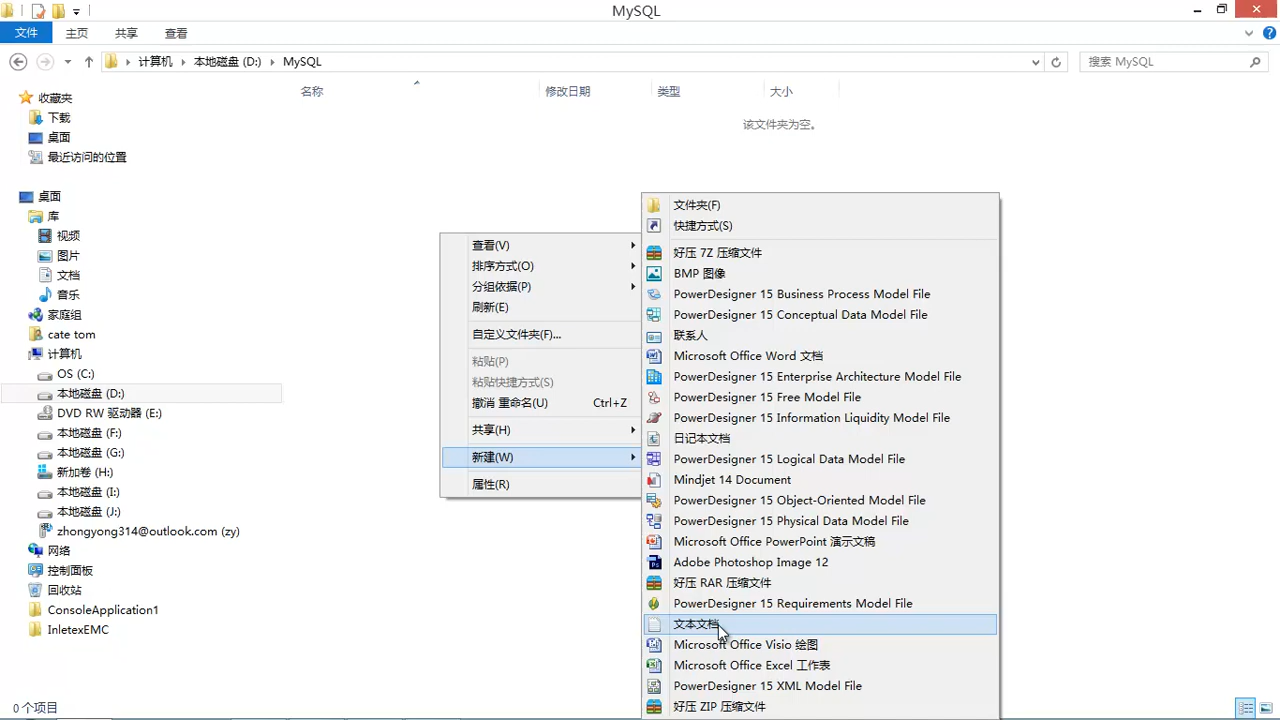 MySQL
文件
主页
共享
查看
计算机
本地磁盘 (D:)
MySQL
搜索 MySQL
名称
修改日期
类型
大小
该文件夹为空。
收藏夹
下载
桌面
最近访问的位置
桌面
库
视频
图片
文档
音乐
家庭组
cate tom
计算机
OS (C:)
本地磁盘 (D:)
DVD RW 驱动器 (E:)
本地磁盘 (F:)
本地磁盘 (G:)
新加卷 (H:)
本地磁盘 (I:)
本地磁盘 (J:)
zhongyong314@outlook.com (zy)
网络
控制面板
回收站
ConsoleApplication1
InletexEMC
查看(V)
排序方式(O)
分组依据(P)
刷新(E)
自定义文件夹(F)...
粘贴(P)
粘贴快捷方式(S)
撤消 重命名(U) Ctrl+Z
共享(H)
新建(W)
属性(R)
文件夹(F)
快捷方式(S)
好压 7Z 压缩文件
BMP 图像
PowerDesigner 15 Business Process Model File
PowerDesigner 15 Conceptual Data Model File
联系人
Microsoft Office Word 文档
PowerDesigner 15 Enterprise Architecture Model File
PowerDesigner 15 Free Model File
PowerDesigner 15 Information Liquidity Model File
日记本文档
PowerDesigner 15 Logical Data Model File
Mindjet 14 Document
PowerDesigner 15 Object-Oriented Model File
PowerDesigner 15 Physical Data Model File
Microsoft Office PowerPoint 演示文稿
Adobe Photoshop Image 12
好压 RAR 压缩文件
PowerDesigner 15 Requirements Model File
文本文档
Microsoft Office Visio 绘图
Microsoft Office Excel 工作表
PowerDesigner 15 XML Model File
好压 ZIP 压缩文件
0 个项目